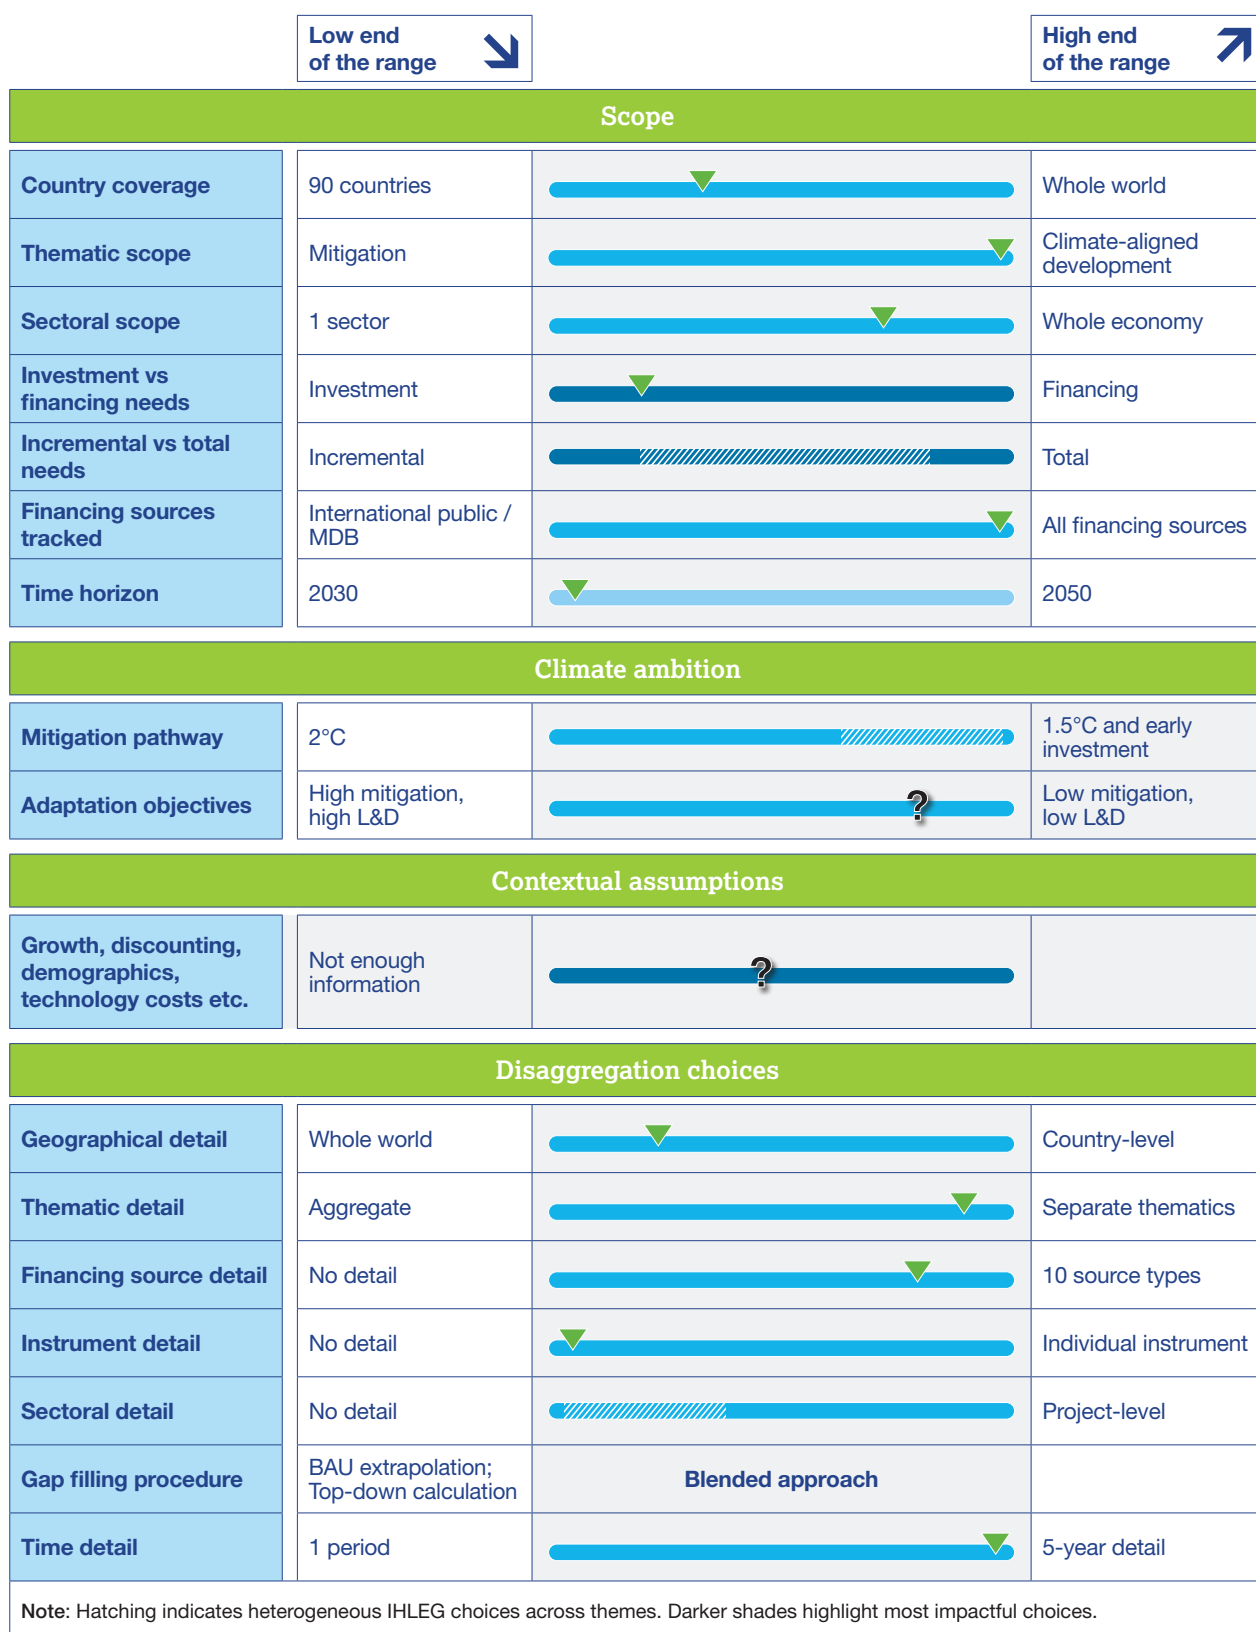 Low end
of the range
High end
of the range
Scope
Country coverage
90 countries
Whole world
Thematic scope
Mitigation
Climate-aligned
development
Sectoral scope
1 sector
Whole economy
Investment vs
financing needs
Investment
Financing
Incremental vs total
needs
Incremental
Total
Financing sources
tracked
International public /
MDB
All financing sources
Time horizon
2030
2050
Climate ambition
Mitigation pathway
2°C
1.5°C and early
investment
Adaptation objectives
High mitigation,
high L&D
?
Low mitigation,
low L&D
Contextual assumptions
Growth, discounting,
demographics,
technology costs etc.
Not enough
information
?
Disaggregation choices
Geographical detail
Whole world
Country-level
Thematic detail
Aggregate
Separate thematics
Financing source detail
No detail
10 source types
Instrument detail
No detail
Individual instrument
Sectoral detail
No detail
Project-level
Gap filling procedure
BAU extrapolation;
Top-down calculation
Blended approach
Time detail
1 period
5-year detail
Note: Hatching indicates heterogeneous IHLEG choices across themes. Darker shades highlight most impactful choices.